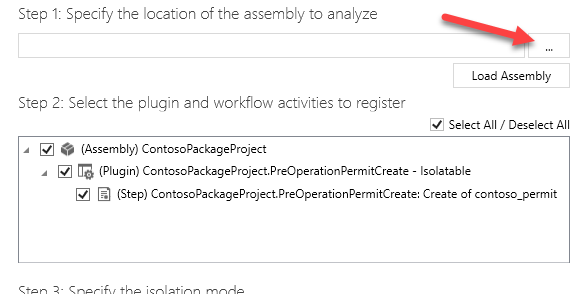 Step 1: Specify the location of the assembly to analyze
...
Load Assembly
Step 2: Select the plugin and workflow activities to register
Select All / Deselect All
(Assembly) ContosoPackageProject
(Plugin) ContosoPackageProject.PreOperationPermitCreate - Isolatable
(Step) ContosoPackageProject.PreOperationPermitCreate: Create of contoso_permit
Step 3: Specify the isolation mode